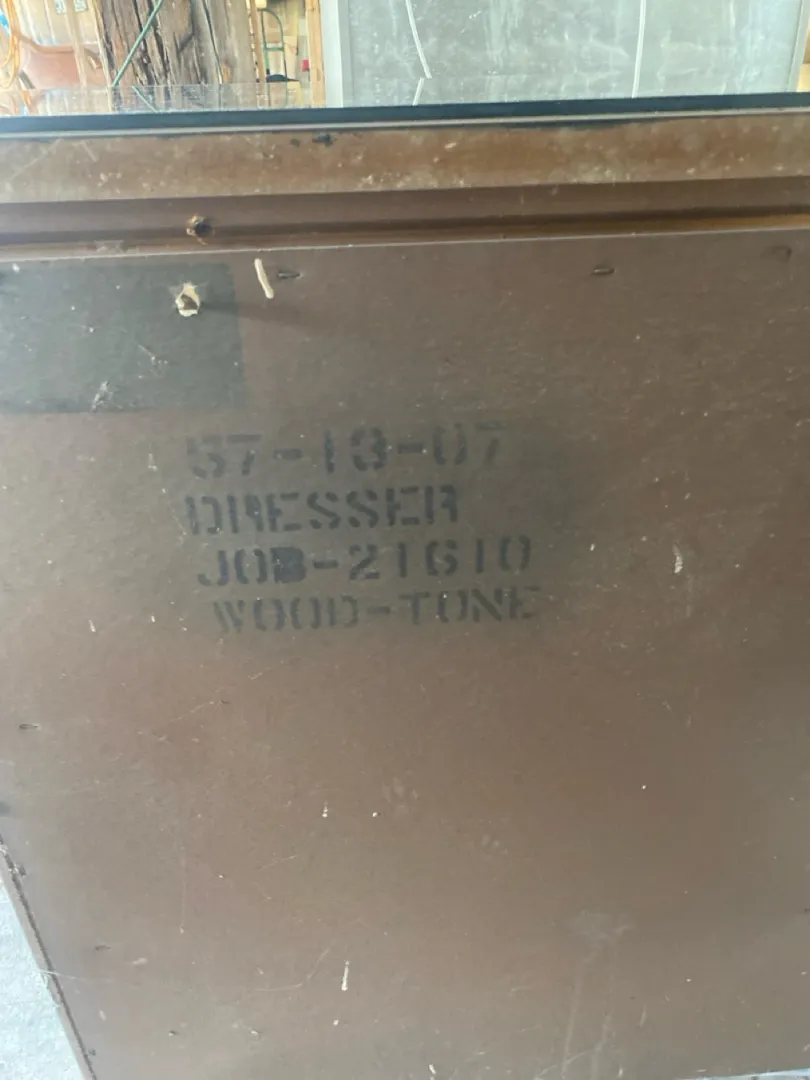 57-13-07
DRESSER
JOB-21610
WOOD-TONE